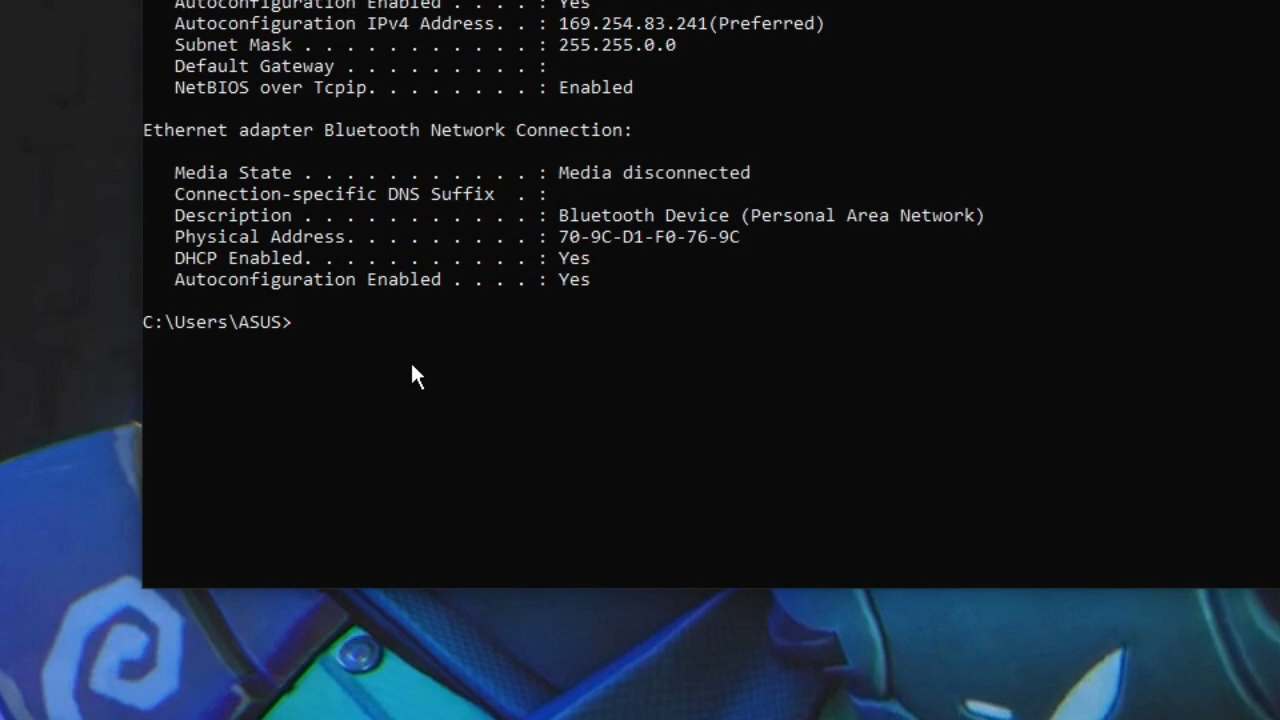 Autoconfiguration Enabled . . . . : Yes
Autoconfiguration IPv4 Address. . : 169.254.83.241(Preferred)
Subnet Mask . . . . . . . . . . . : 255.255.0.0
Default Gateway . . . . . . . . . :
NetBIOS over Tcpip. . . . . . . . : Enabled
Ethernet adapter Bluetooth Network Connection:
Media State . . . . . . . . . . . : Media disconnected
Connection-specific DNS Suffix  . :
Description . . . . . . . . . . . : Bluetooth Device (Personal Area Network)
Physical Address. . . . . . . . . : 70-9C-D1-F0-76-9C
DHCP Enabled. . . . . . . . . . . : Yes
Autoconfiguration Enabled . . . . : Yes
C:\Users\ASUS>